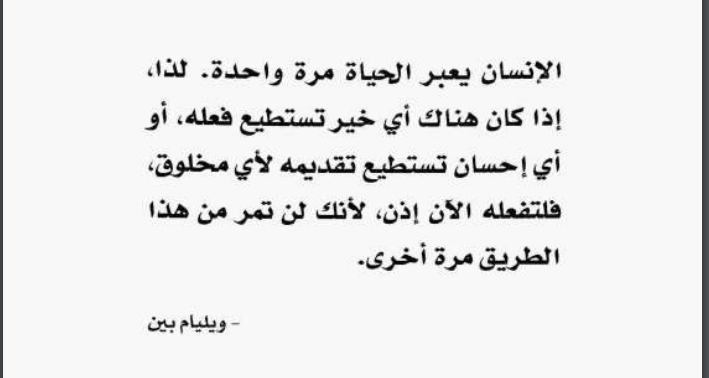 الإنسان يعبر الحياة مرة واحدة. لذا،
إذا كان هناك أي خير تستطيع فعله، أو
أي إحسان تستطيع تقديمه لأي مخلوق،
فلتفعله الآن إذن، لأنك لن تمر من هذا
الطريق مرة أخرى.
- ويليام بين